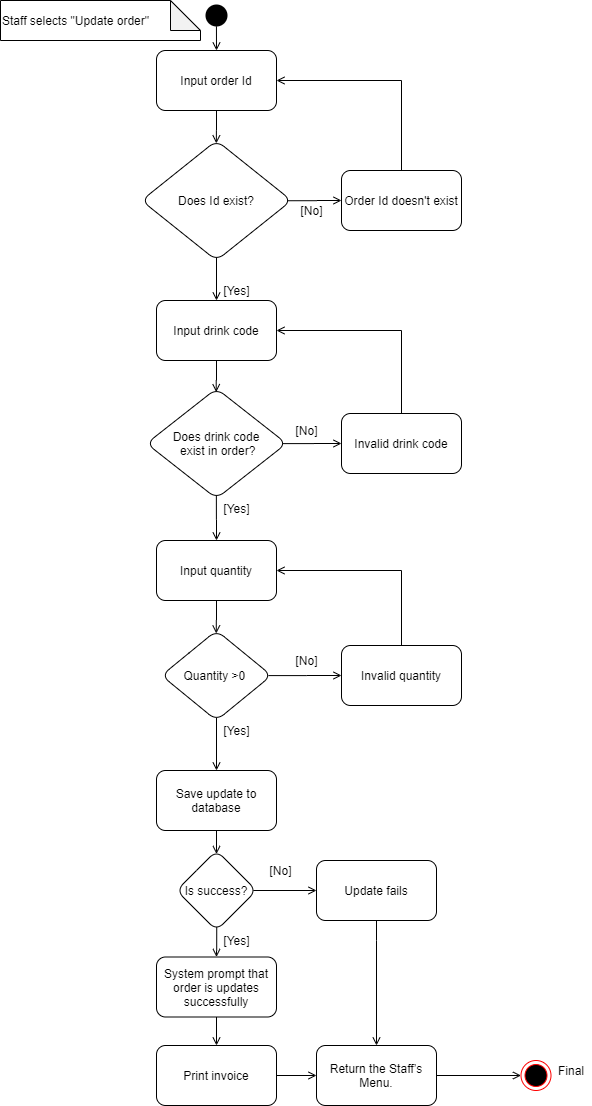 Staff selects "Update order"
Input order Id
Does Id exist?
[No]
Order Id doesn't exist
[Yes]
Input drink code
Does drink code
exist in order?
[No]
Invalid drink code
[Yes]
Input quantity
Quantity >0
[No]
Invalid quantity
[Yes]
Save update to
database
Is success?
[No]
Update fails
[Yes]
System prompt that
order is updates
successfully
Print invoice
Return the Staff's
Menu.
Final